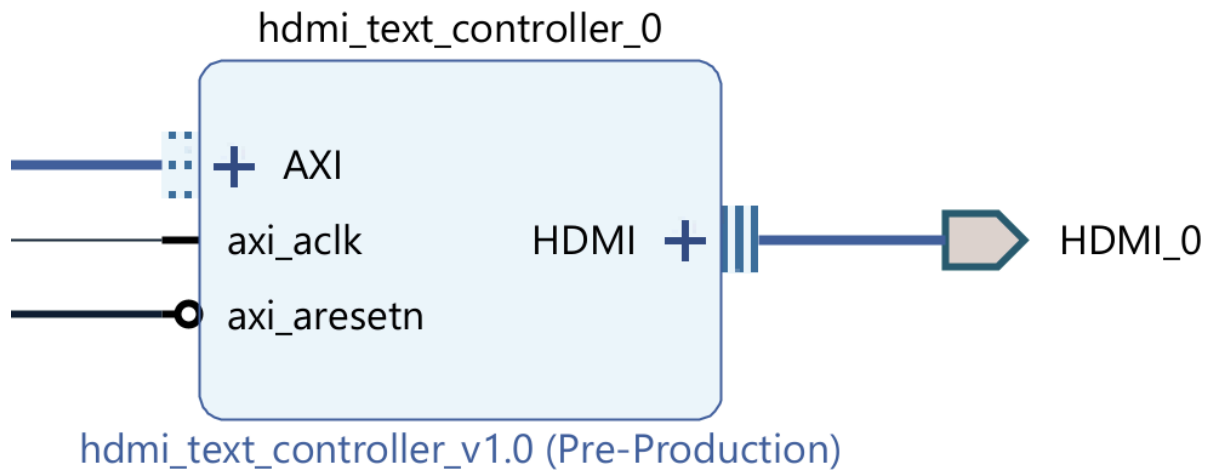 hdmi_text_controller_0
AXI
axi_aclk
HDMI
HDMI_0
axi_aresetn
hdmi_text_controller_v1.0 (Pre-Production)